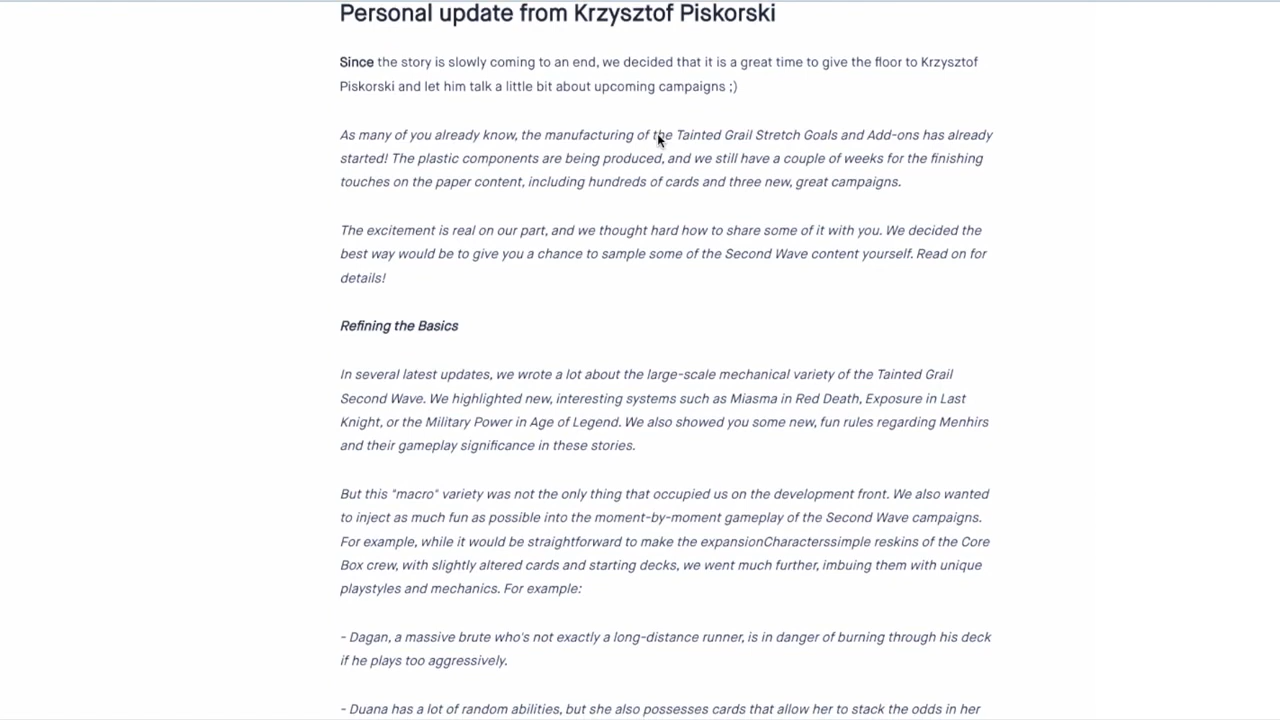 Personal update from Krzysztof Piskorski
Since the story is slowly coming to an end, we decided that it is a great time to give the floor to Krzysztof
Piskorski and let him talk a little bit about upcoming campaigns ;)
As many of you already know, the manufacturing of the Tainted Grail Stretch Goals and Add-ons has already
started! The plastic components are being produced, and we still have a couple of weeks for the finishing
touches on the paper content, including hundreds of cards and three new, great campaigns.
The excitement is real on our part, and we thought hard how to share some of it with you. We decided the
best way would be to give you a chance to sample some of the Second Wave content yourself. Read on for
details!
Refining the Basics
In several latest updates, we wrote a lot about the large-scale mechanical variety of the Tainted Grail
Second Wave. We highlighted new, interesting systems such as Miasma in Red Death, Exposure in Last
Knight, or the Military Power in Age of Legend. We also showed you some new, fun rules regarding Menhirs
and their gameplay significance in these stories.
But this "macro" variety was not the only thing that occupied us on the development front. We also wanted
to inject as much fun as possible into the moment-by-moment gameplay of the Second Wave campaigns.
For example, while it would be straightforward to make the expansionCharacterssimple reskins of the Core
Box crew, with slightly altered cards and starting decks, we went much further, imbuing them with unique
playstyles and mechanics. For example:
- Dagan, a massive brute who's not exactly a long-distance runner, is in danger of burning through his deck
if he plays too aggressively.
- Duana has a lot of random abilities, but she also possesses cards that allow her to stack the odds in her